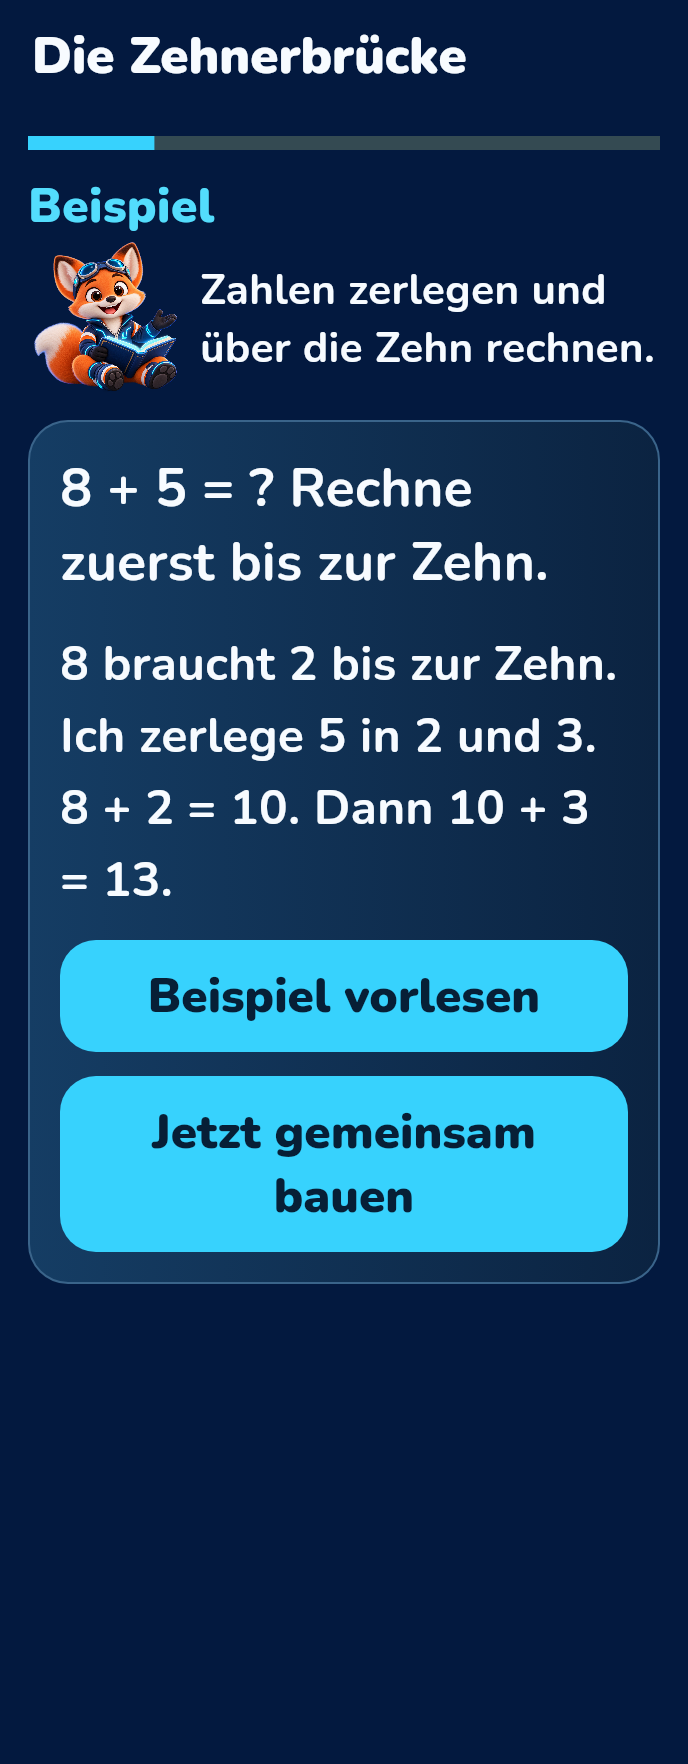 Die Zehnerbrücke
Beispiel
Zahlen zerlegen und
über die Zehn rechnen.
8 + 5 = ? Rechne
zuerst bis zur Zehn.
8 braucht 2 bis zur Zehn.
Ich zerlege 5 in 2 und 3.
8 + 2 = 10. Dann 10 + 3
= 13.
Beispiel vorlesen
Jetzt gemeinsam
bauen